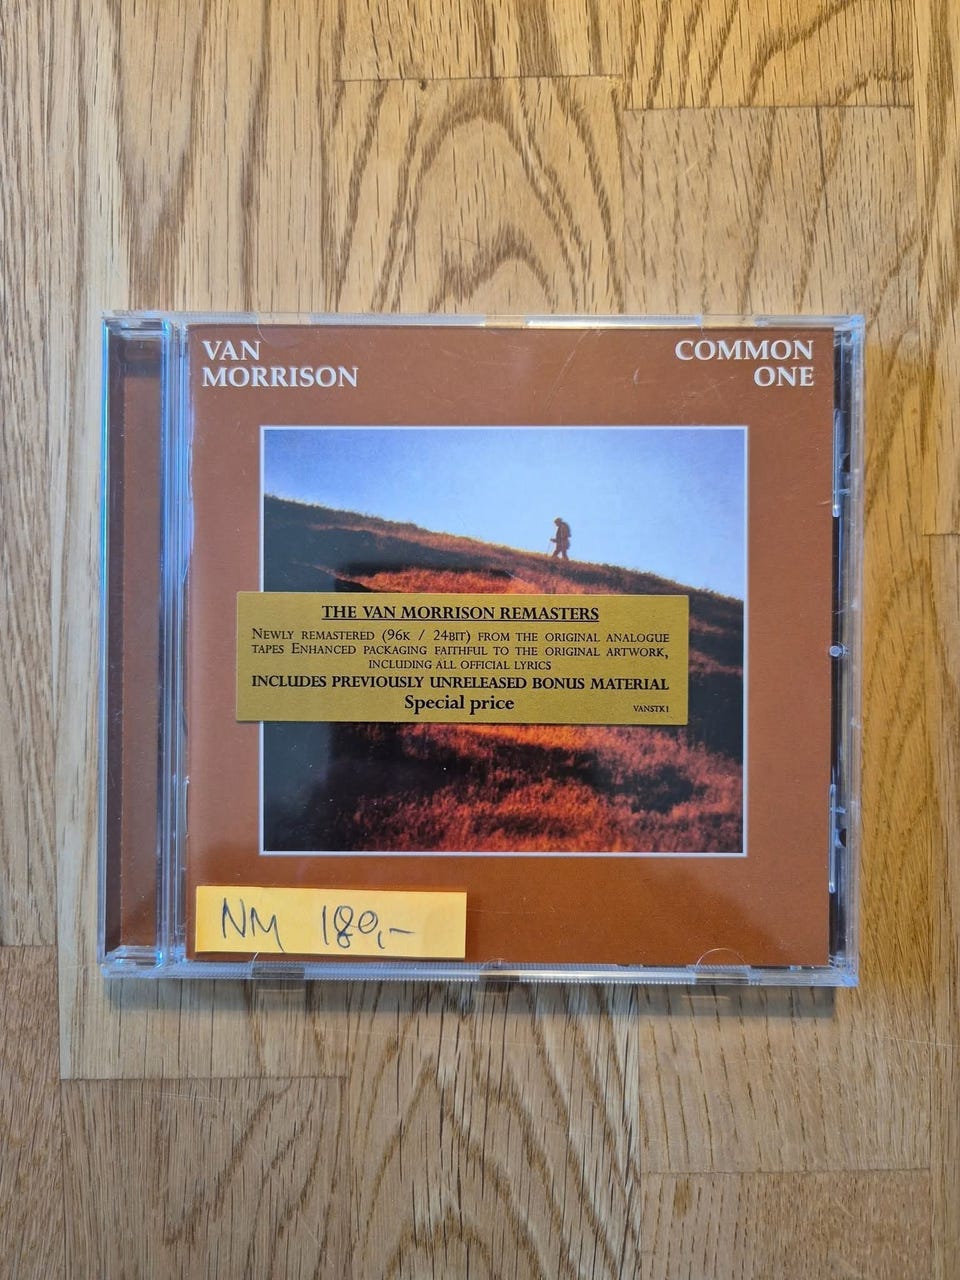 VAN
MORRISON
COMMON
ONE
THE VAN MORRISON REMASTERS
NEWLY REMASTERED (96K / 24BIT) FROM THE ORIGINAL ANALOGUE
TAPES ENHANCED PACKAGING FAITHFUL TO THE ORIGINAL ARTWORK,
INCLUDING ALL OFFICIAL LYRICS
INCLUDES PREVIOUSLY UNRELEASED BONUS MATERIAL
Special price
VANSTK1
NM 180,-